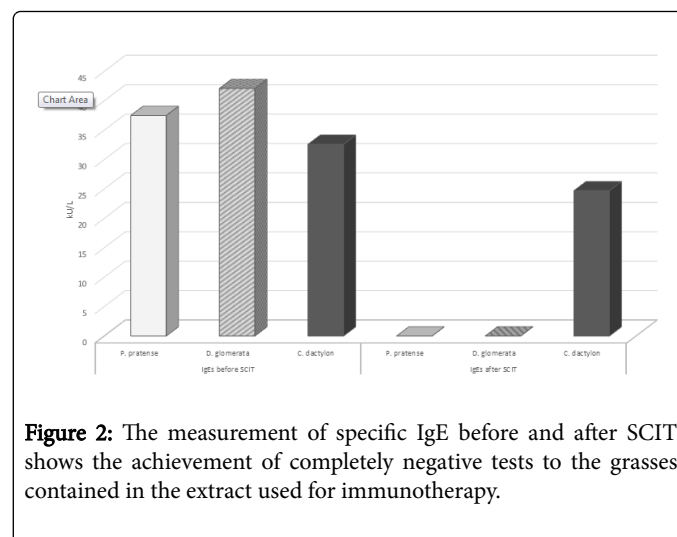 45
Chart Area
40
35
30
25
20
15
10
5
0
kU/L
P. pratense D. glomerata C. dactylon P. pratense D. glomerata C. dactylon
IgEs before SCIT IgEs after SCIT
Figure 2: The measurement of specific IgE before and after SCIT
shows the achievement of completely negative tests to the grasses
contained in the extract used for immunotherapy.